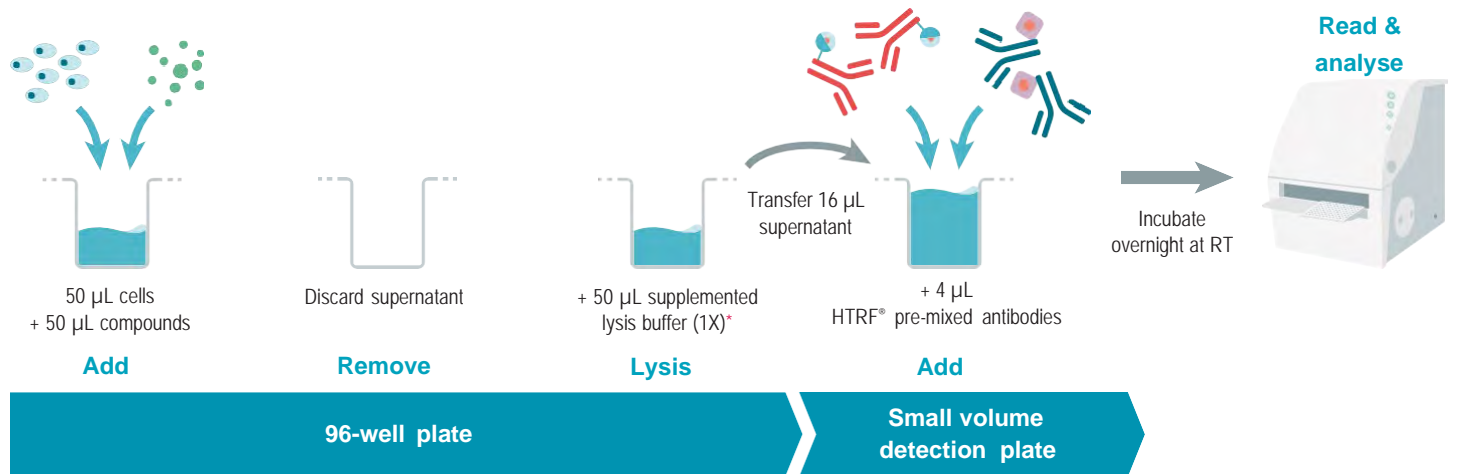 50 µL cells
+ 50 µL compounds
Add
Discard supernatant
Remove
+ 50 µL supplemented
lysis buffer (1X)*
Lysis
Transfer 16 µL
supernatant
+ 4 µL
HTRF® pre-mixed antibodies
Add
Incubate
overnight at RT
Read &
analyse
96-well plate
Small volume
detection plate